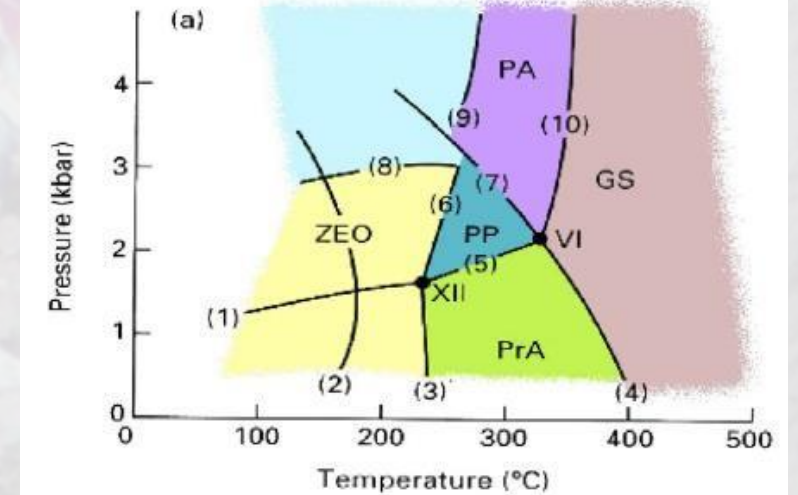 (a)
PA
4
(9)
(10)
3
(8)
(7)
GS
(6)
ZEO
PP
VI
2
(5)
XII
(1)
1
PrA
(2)
(3)
(4)
0
0
100
200
300
400
500
Pressure (kbar)
Temperature (°C)